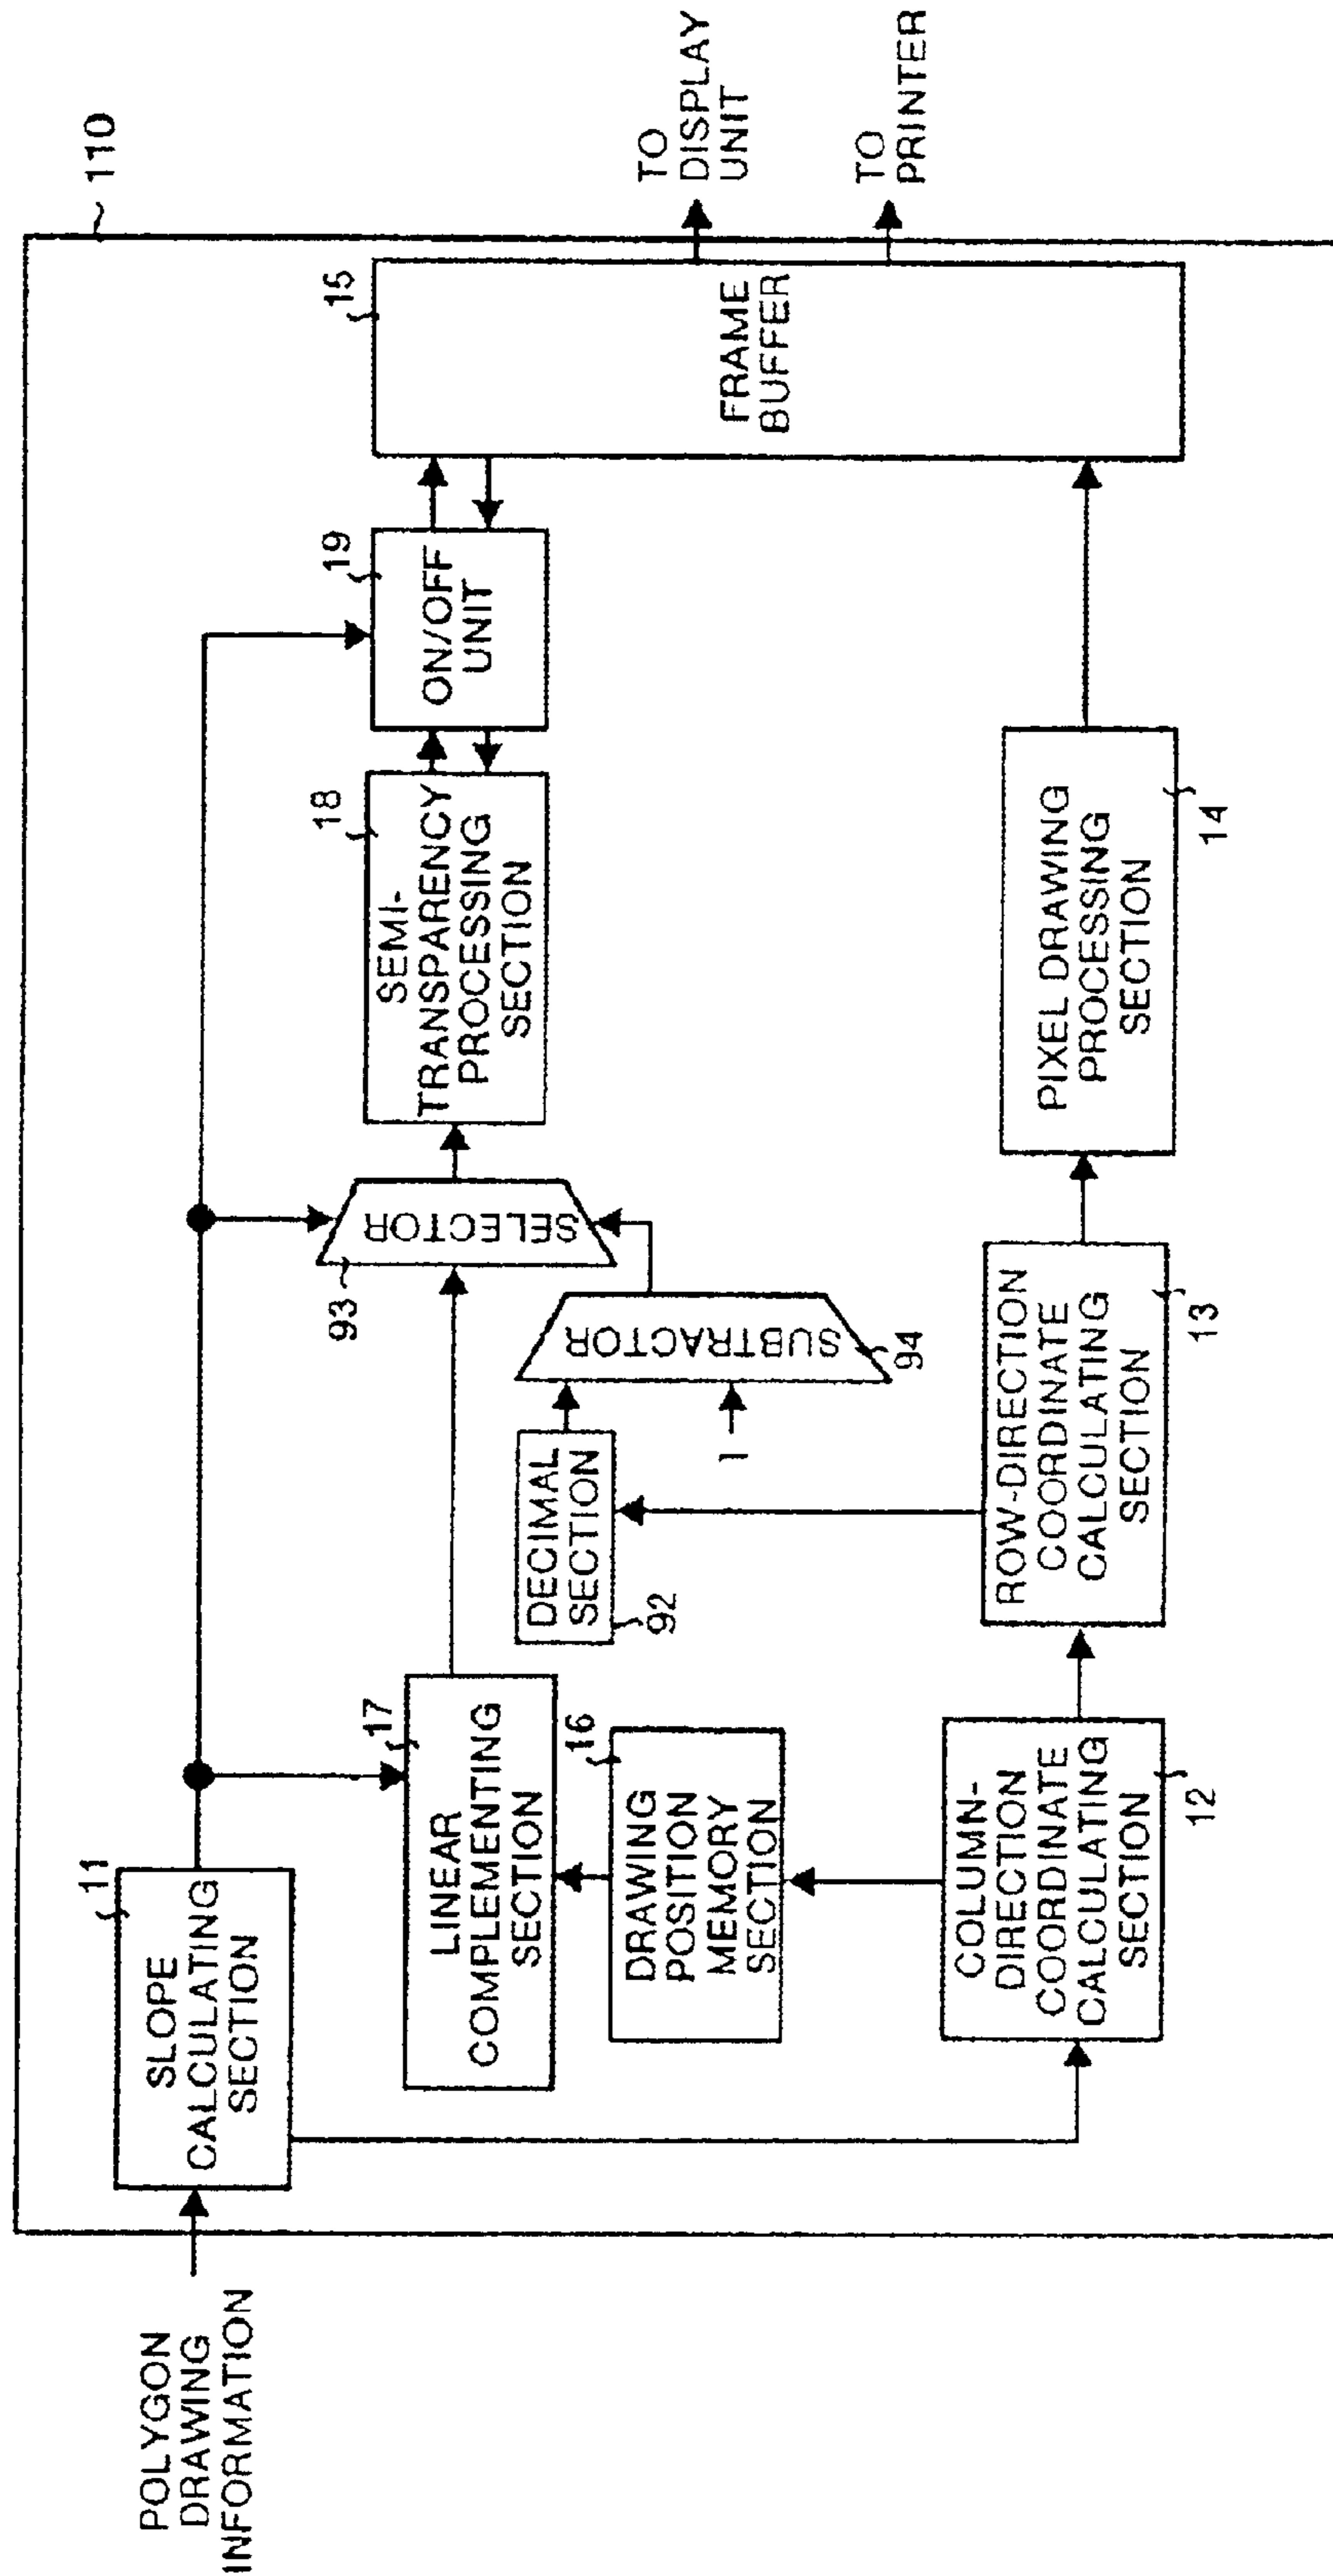 POLYGON
DRAWING
INFORMATION
110
11
SLOPE
CALCULATING
SECTION
17
LINEAR
COMPLEMENTING
SECTION
16
DRAWING
POSITION
MEMORY
SECTION
COLUMN-
DIRECTION
COORDINATE
CALCULATING
SECTION
12
DECIMAL
SECTION
92
ROW-DIRECTION
COORDINATE
CALCULATING
SECTION
13
1
SUBTRACTOR
94
93
SELECTOR
18
SEMI-
TRANSPARENCY
PROCESSING
SECTION
19
ON/OFF
UNIT
PIXEL DRAWING
PROCESSING
SECTION
14
15
FRAME
BUFFER
TO
DISPLAY
UNIT
TO
PRINTER